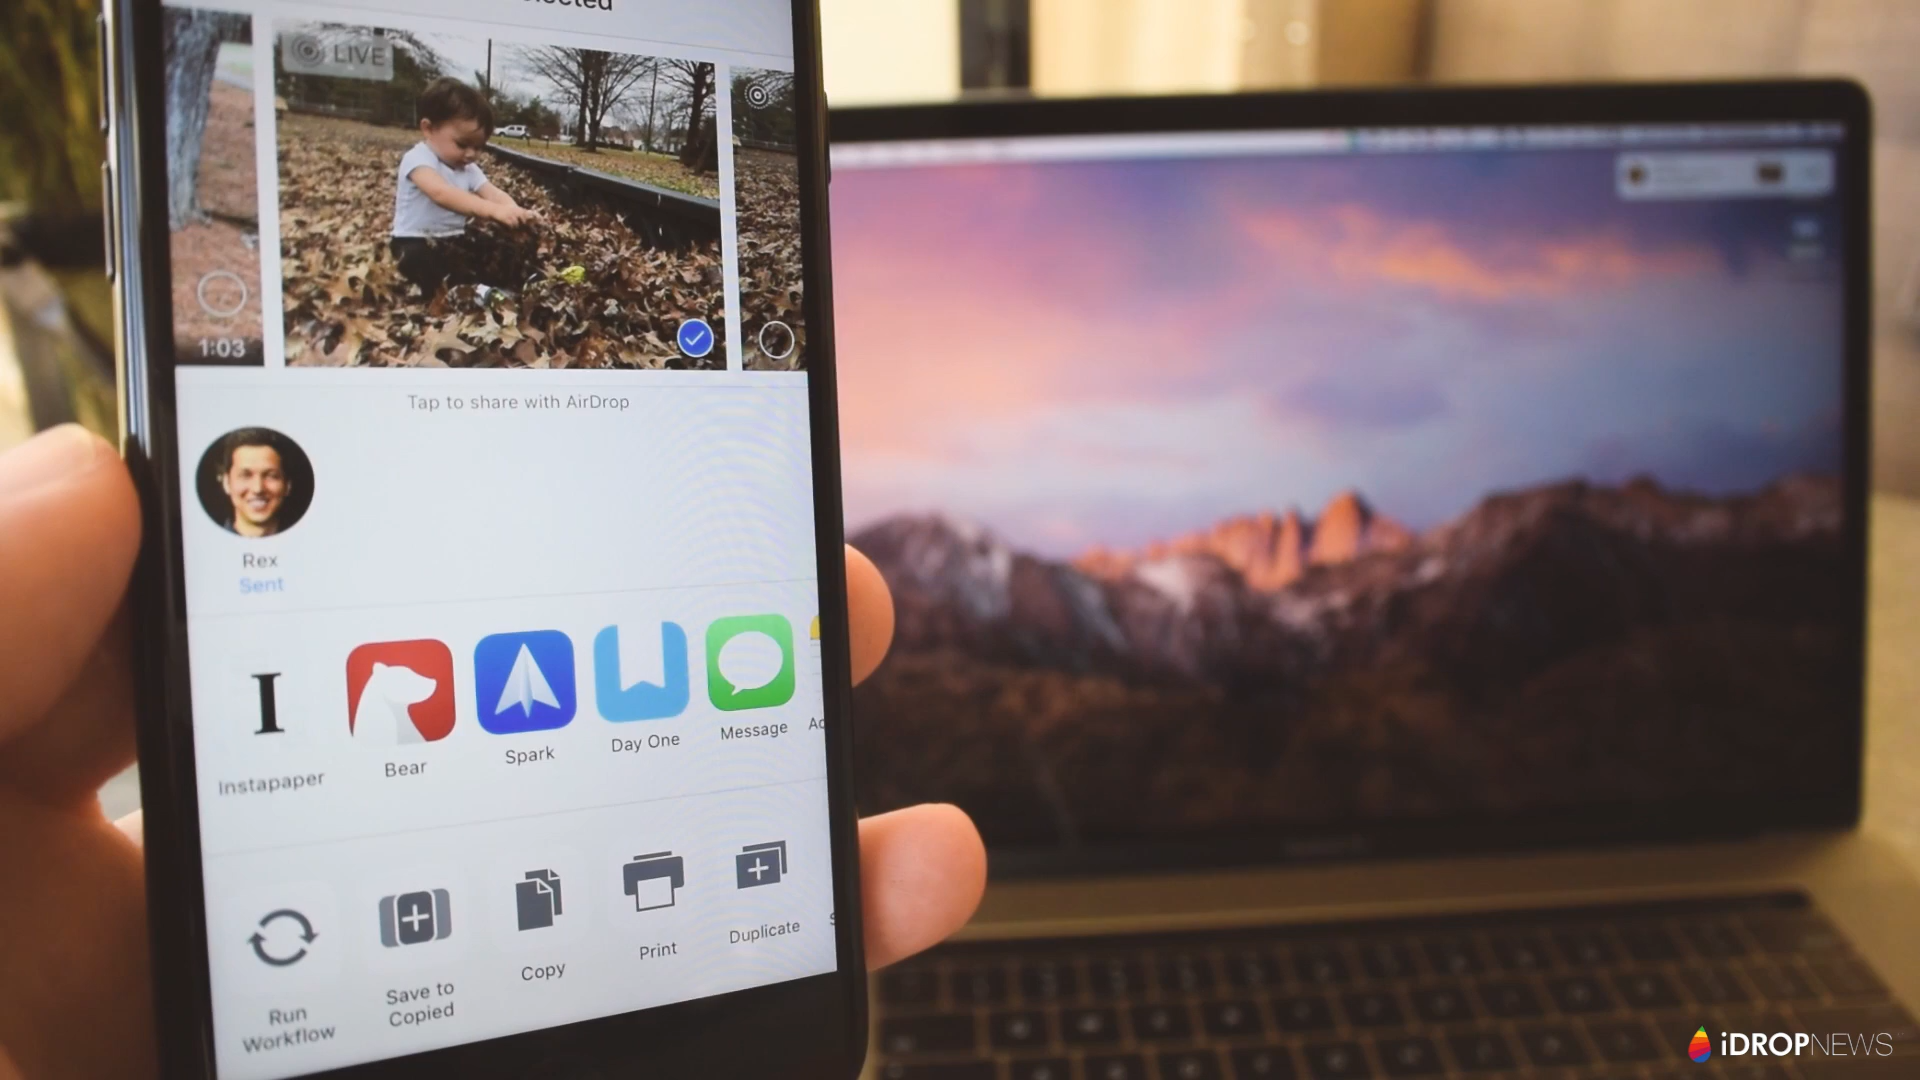 LIVE
1:03
Tap to share with AirDrop
Rex
Sent
Instapaper
Bear
Spark
Day One
Message
Run
Workflow
Save to
Copied
Copy
Print
Duplicate
iDROPNEWS